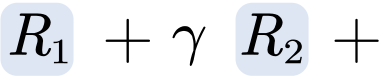 R₁ + γ R₂ +